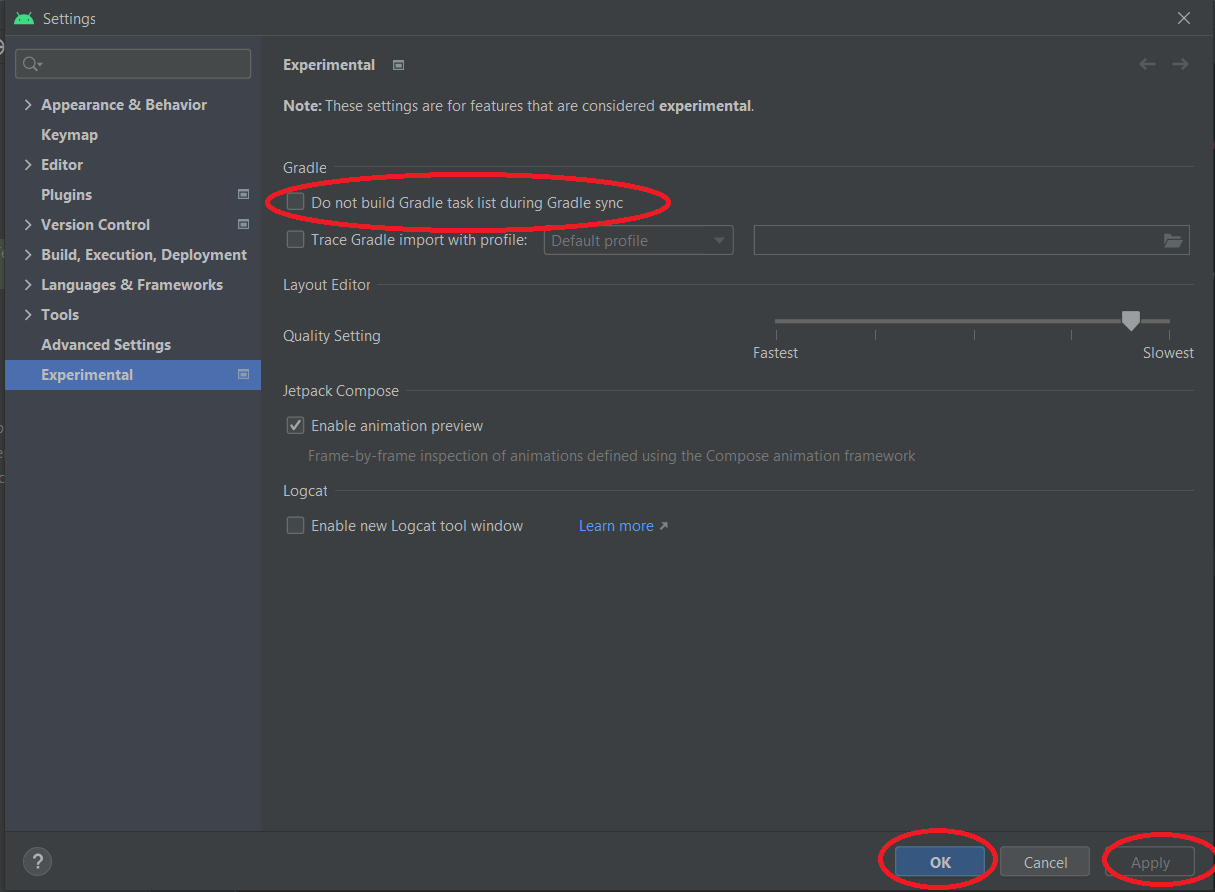 Settings
Appearance & Behavior
Keymap
Editor
Plugins
Version Control
Build, Execution, Deployment
Languages & Frameworks
Tools
Advanced Settings
Experimental
Experimental
Note: These settings are for features that are considered experimental.
Gradle
Do not build Gradle task list during Gradle sync
Trace Gradle import with profile: Default profile
Layout Editor
Quality Setting
Fastest Slowest
Jetpack Compose
Enable animation preview
Frame-by-frame inspection of animations defined using the Compose animation framework
Logcat
Enable new Logcat tool window Learn more ↗
? OK Cancel Apply